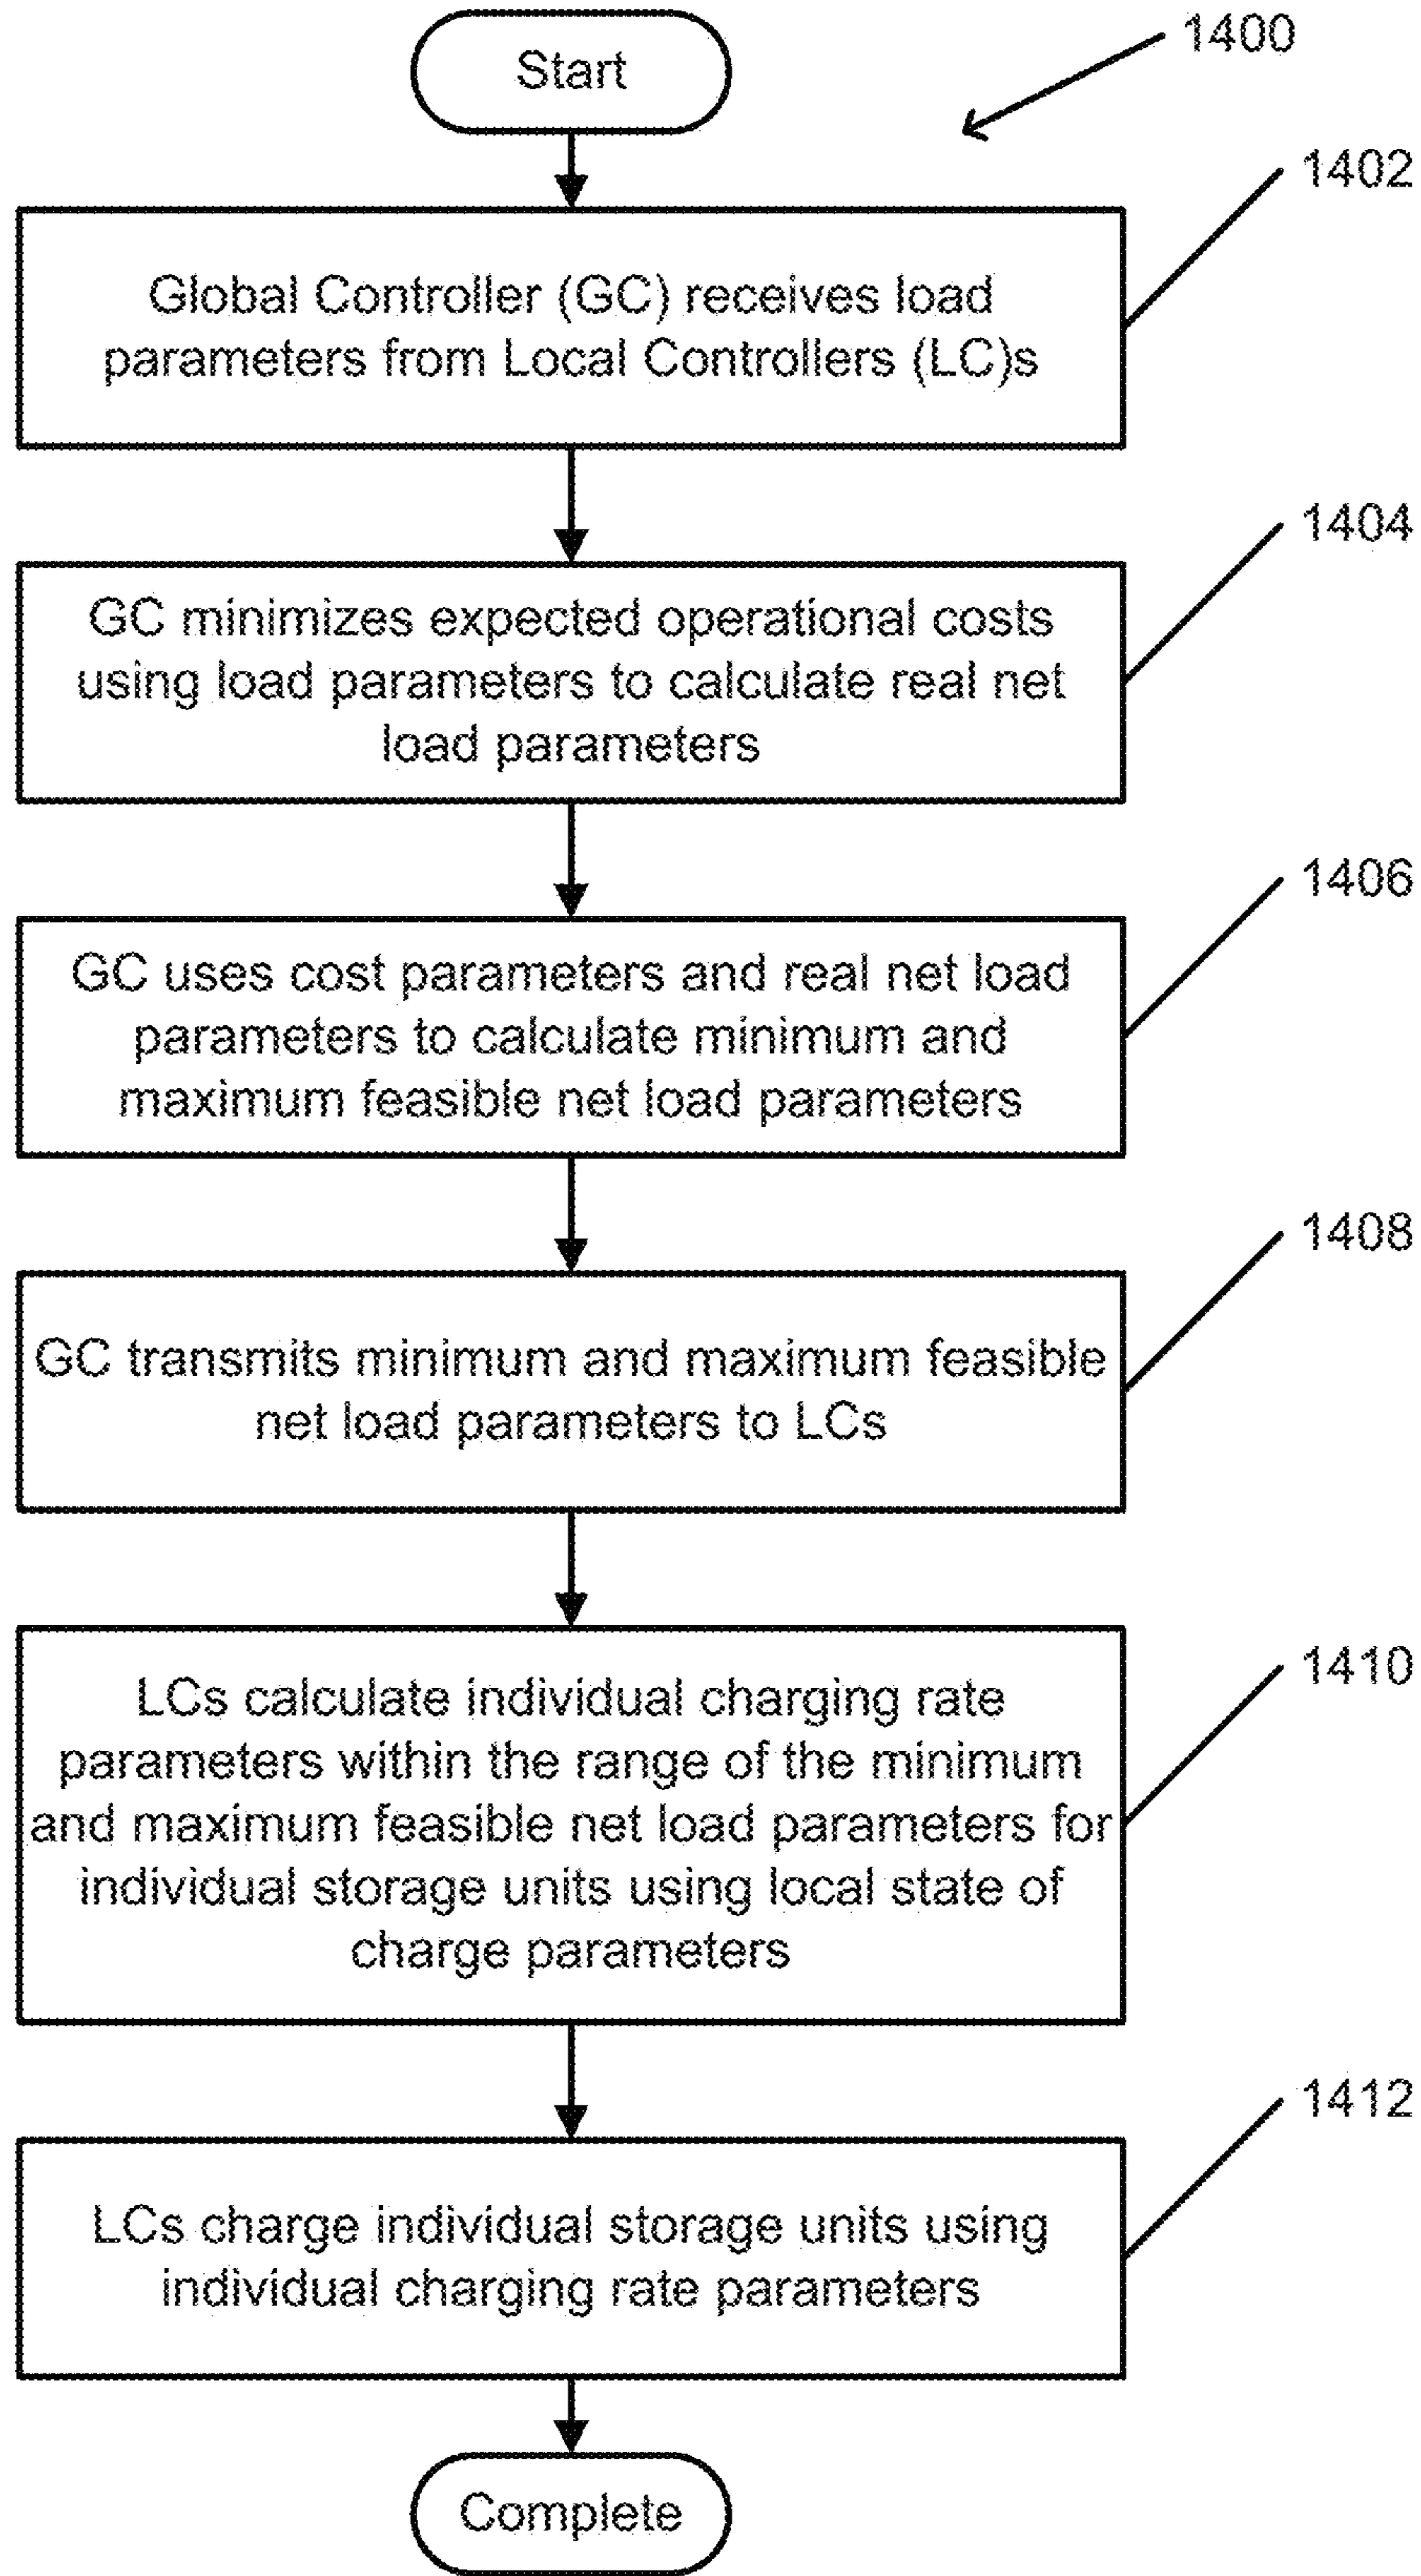 Start
1400
1402
Global Controller (GC) receives load
parameters from Local Controllers (LC)s
1404
GC minimizes expected operational costs
using load parameters to calculate real net
load parameters
1406
GC uses cost parameters and real net load
parameters to calculate minimum and
maximum feasible net load parameters
1408
GC transmits minimum and maximum feasible
net load parameters to LCs
1410
LCs calculate individual charging rate
parameters within the range of the minimum
and maximum feasible net load parameters for
individual storage units using local state of
charge parameters
1412
LCs charge individual storage units using
individual charging rate parameters
Complete